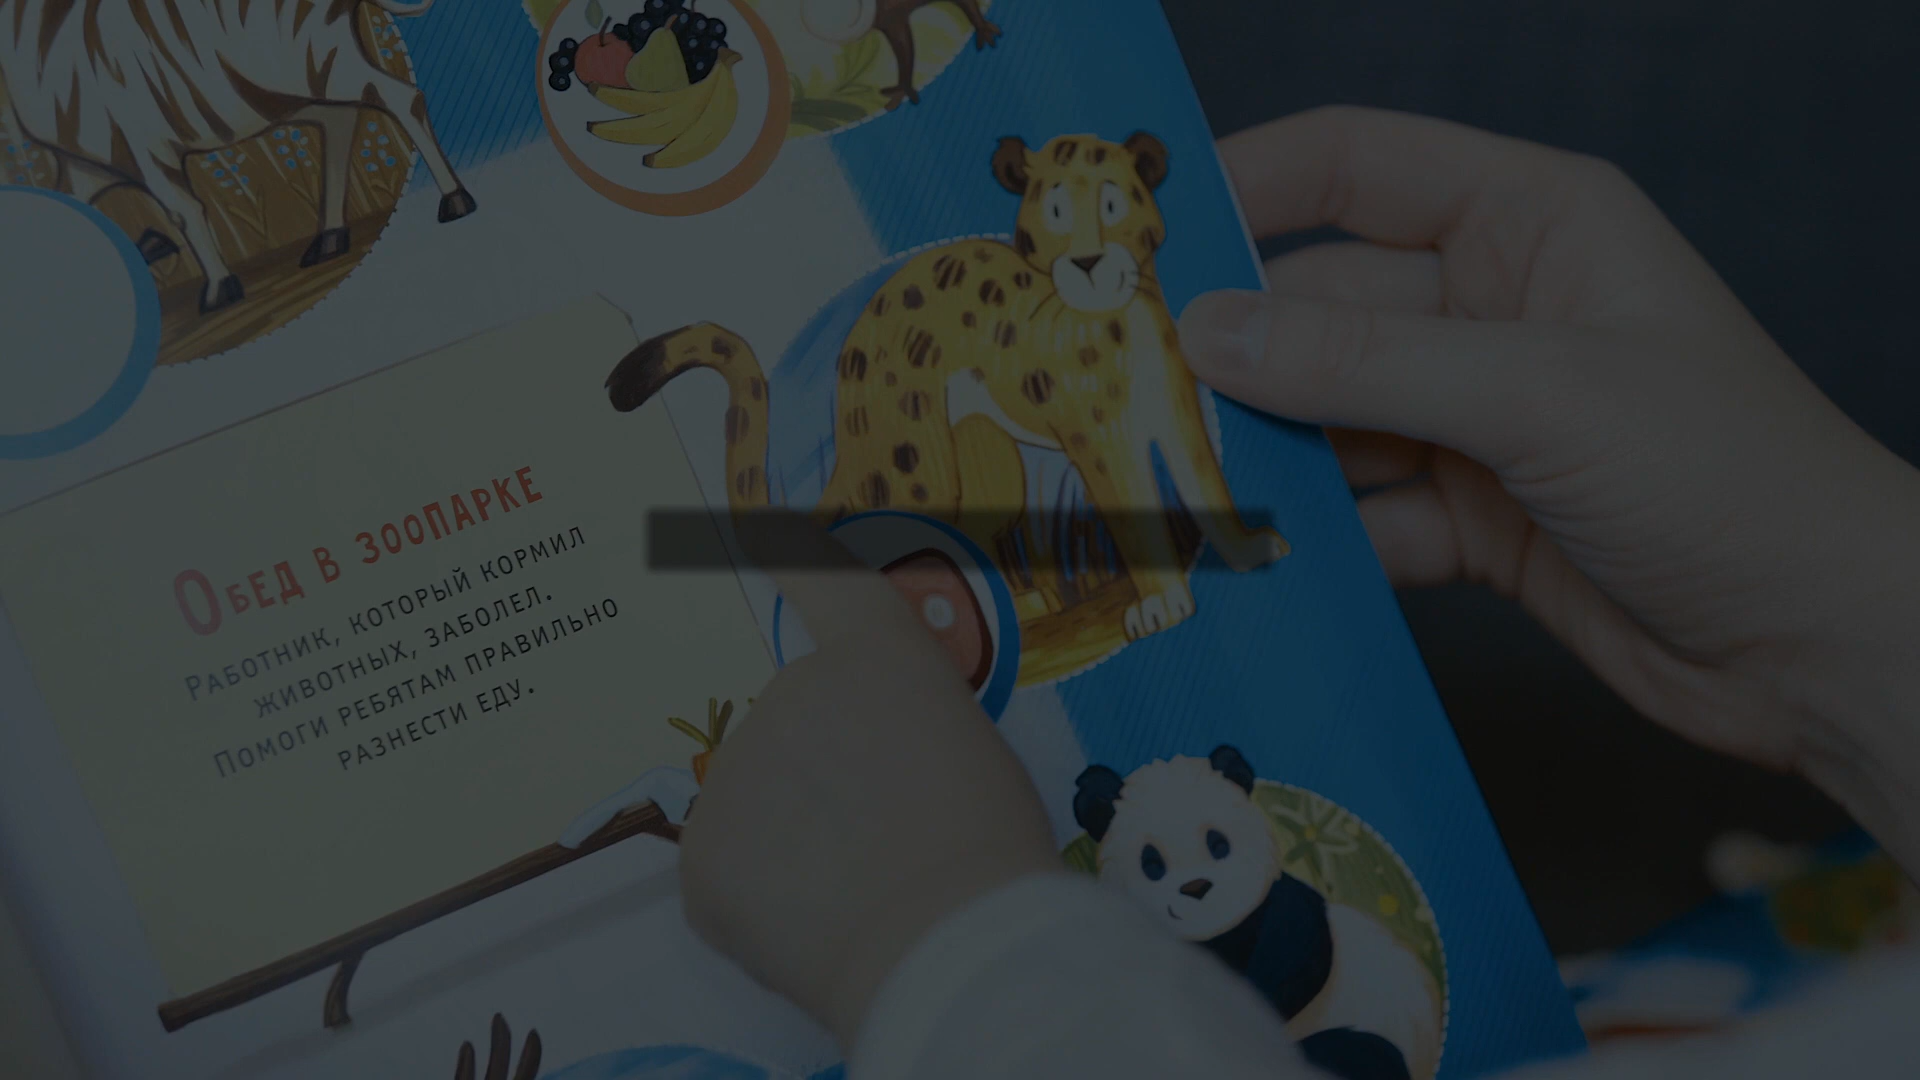 ОБЕД В ЗООПАРКЕ
РАБОТНИК, КОТОРЫЙ КОРМИЛ
ЖИВОТНЫХ, ЗАБОЛЕЛ.
ПОМОГИ РЕБЯТАМ ПРАВИЛЬНО
РАЗНЕСТИ ЕДУ.